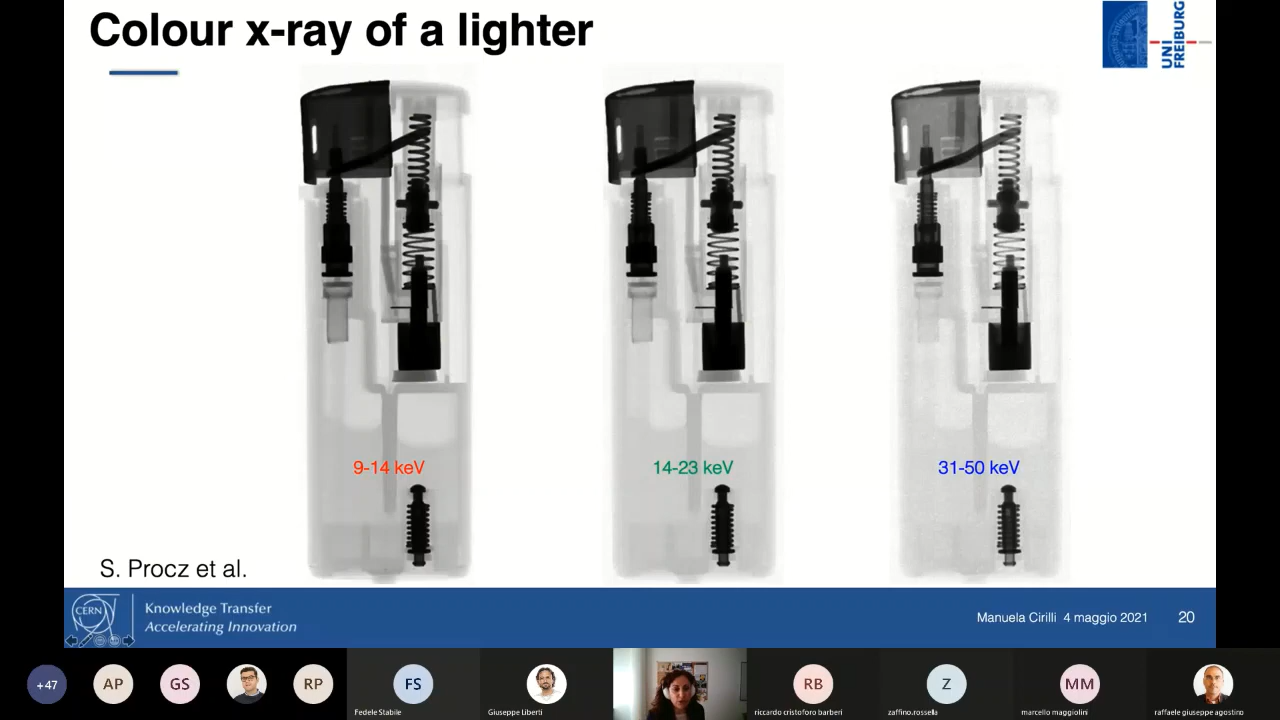 Colour x-ray of a lighter
UNI
FREIBURG
9-14 keV
14-23 keV
31-50 keV
S. Procz et al.
CERN
Knowledge Transfer
Accelerating Innovation
Manuela Cirilli 4 maggio 2021
20
+47
AP
GS
RP
FS
Fedele Stabile
Giuseppe Liberti
RB
riccardo cristoforo barberi
Z
zaffino.rossella
MM
marcello maggiolini
raffaele giuseppe agostino